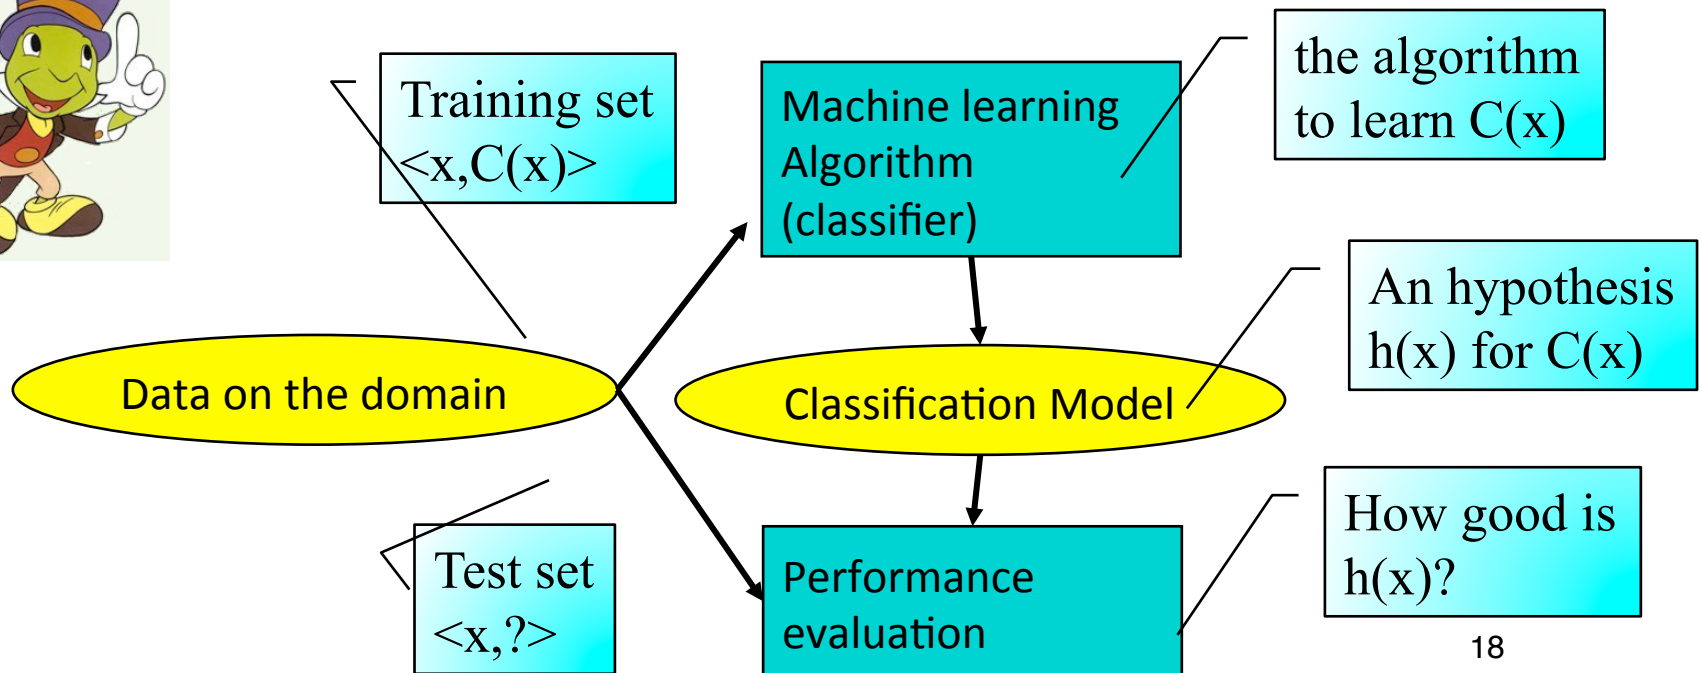 Training set
<x,C(x)>
Machine learning
Algorithm
(classifier)
the algorithm
to learn C(x)
An hypothesis
h(x) for C(x)
Data on the domain
Classification Model
Test set
<x,?>
Performance
evaluation
How good is
h(x)?
18